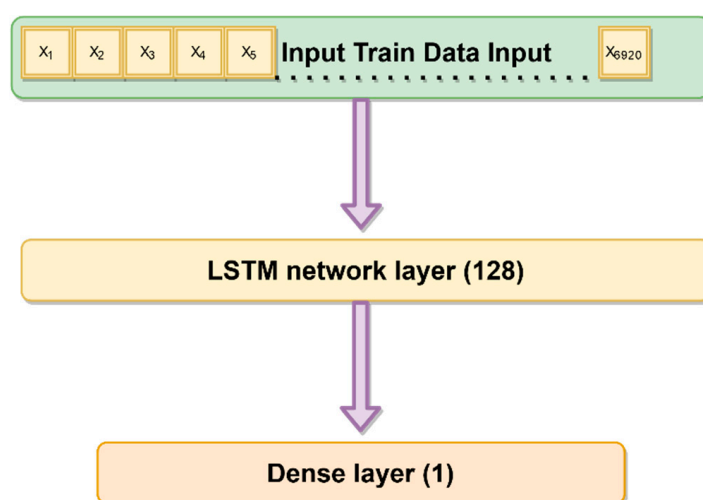 X₁ X₂ X₃ X₄ X₅ Input Train Data Input X₆₉₂₀
LSTM network layer (128)
Dense layer (1)